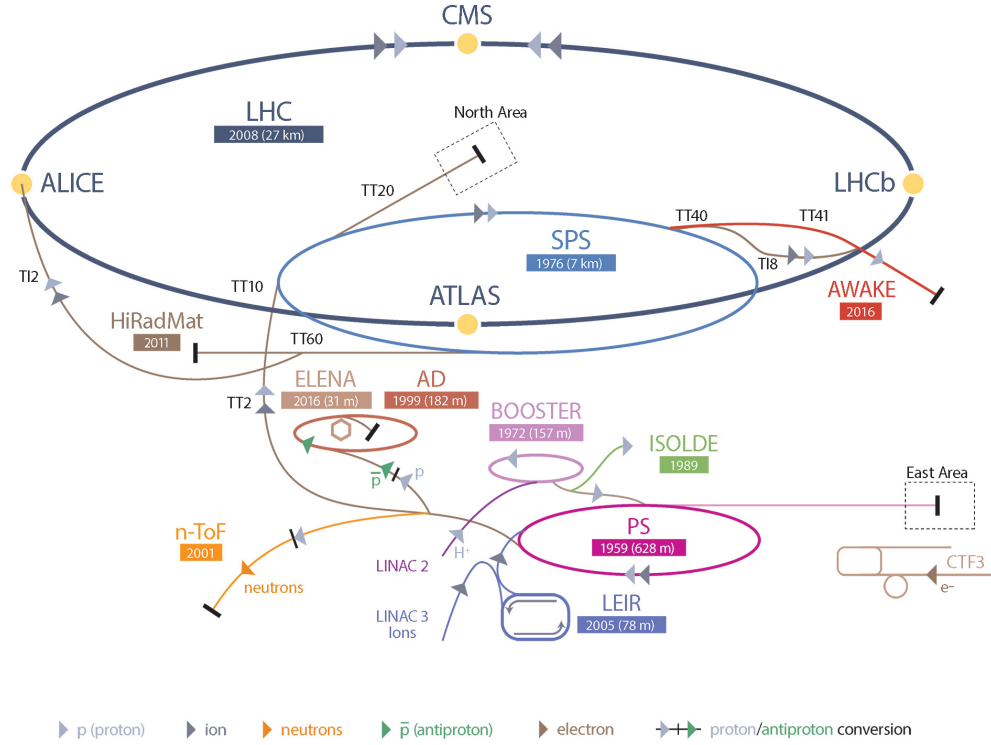 CMS
LHC
2008 (27 km)
North Area
ALICE
TT20
LHCb
TT40
TT41
SPS
1976 (7 km)
TI8
TI2
TT10
ATLAS
AWAKE
2016
HiRadMat
2011
TT60
ELENA
2016 (31 m)
AD
1999 (182 m)
TT2
BOOSTER
1972 (157 m)
ISOLDE
1989
p
p̅
East Area
n-ToF
2001
PS
1959 (628 m)
H⁺
LINAC 2
neutrons
CTF3
e–
LEIR
2005 (78 m)
LINAC 3
Ions
p (proton)
ion
neutrons
p̅ (antiproton)
electron
proton/antiproton conversion